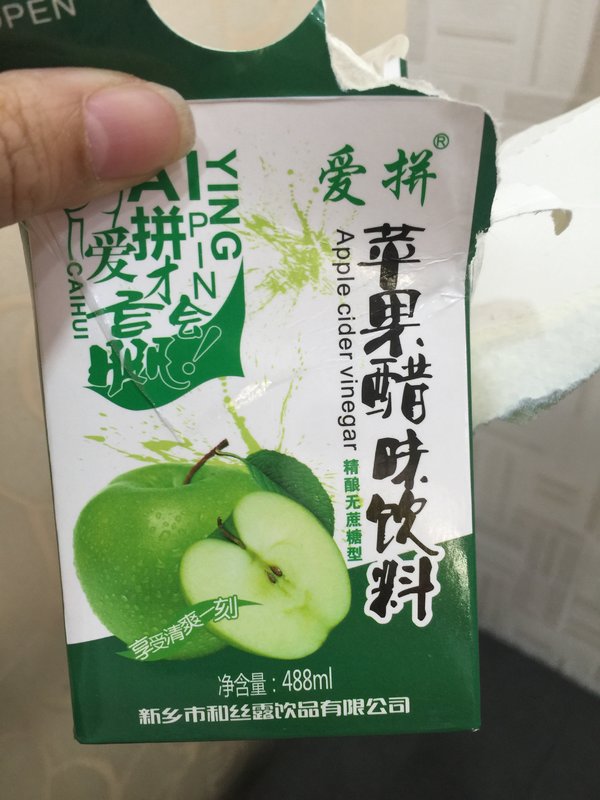 OPEN
爱拼®
苹果醋味饮料
Apple cider vinegar
精酿无蔗糖型
YING
AI
PIN
爱拼才会赢!
CAIHUI
享受清爽一刻
净含量:488ml
新乡市和丝露饮品有限公司